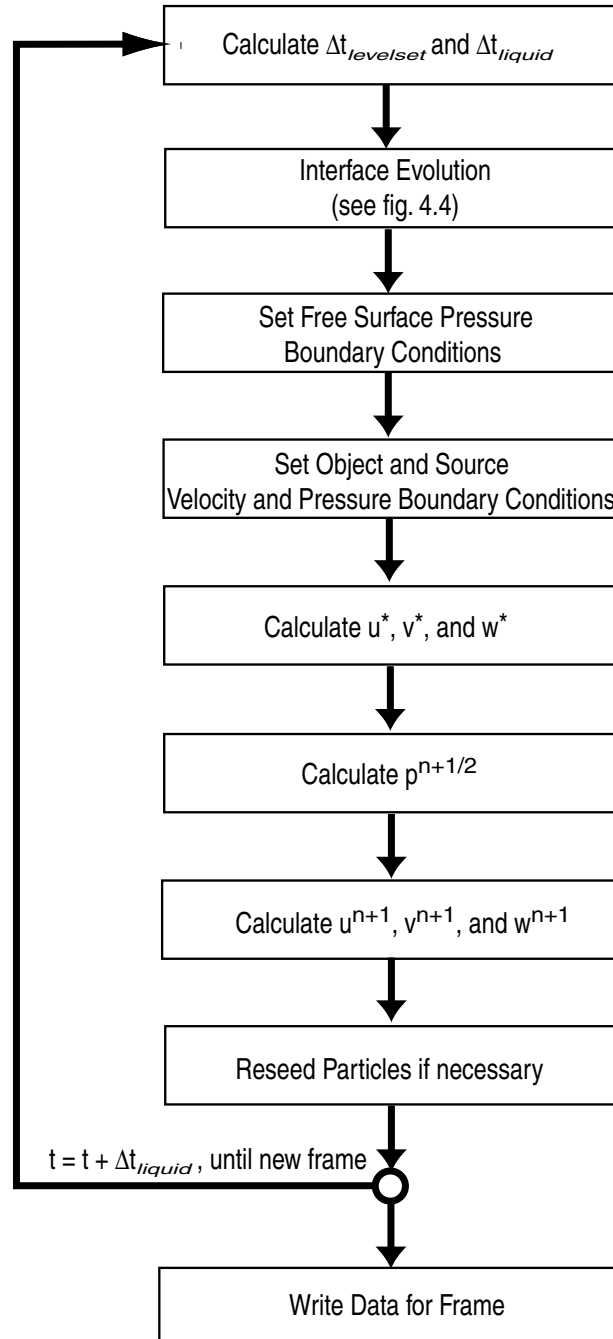 Calculate Δt_levelset and Δt_liquid
Interface Evolution
(see fig. 4.4)
Set Free Surface Pressure
Boundary Conditions
Set Object and Source
Velocity and Pressure Boundary Conditions
Calculate u*, v*, and w*
Calculate p^n+1/2
Calculate u^n+1, v^n+1, and w^n+1
Reseed Particles if necessary
t = t + Δt_liquid, until new frame
Write Data for Frame